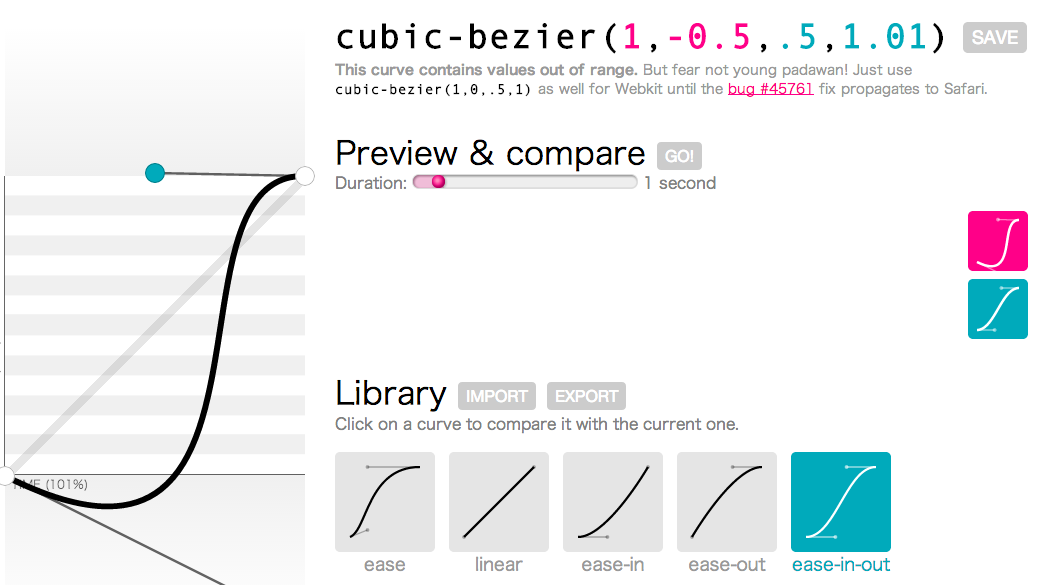 cubic-bezier(1,-0.5,.5,1.01) SAVE
This curve contains values out of range. But fear not young padawan! Just use
cubic-bezier(1,0,.5,1) as well for Webkit until the bug #45761 fix propagates to Safari.
Preview & compare GO!
Duration: 1 second
Library IMPORT EXPORT
Click on a curve to compare it with the current one.
(101%)
ease linear ease-in ease-out ease-in-out